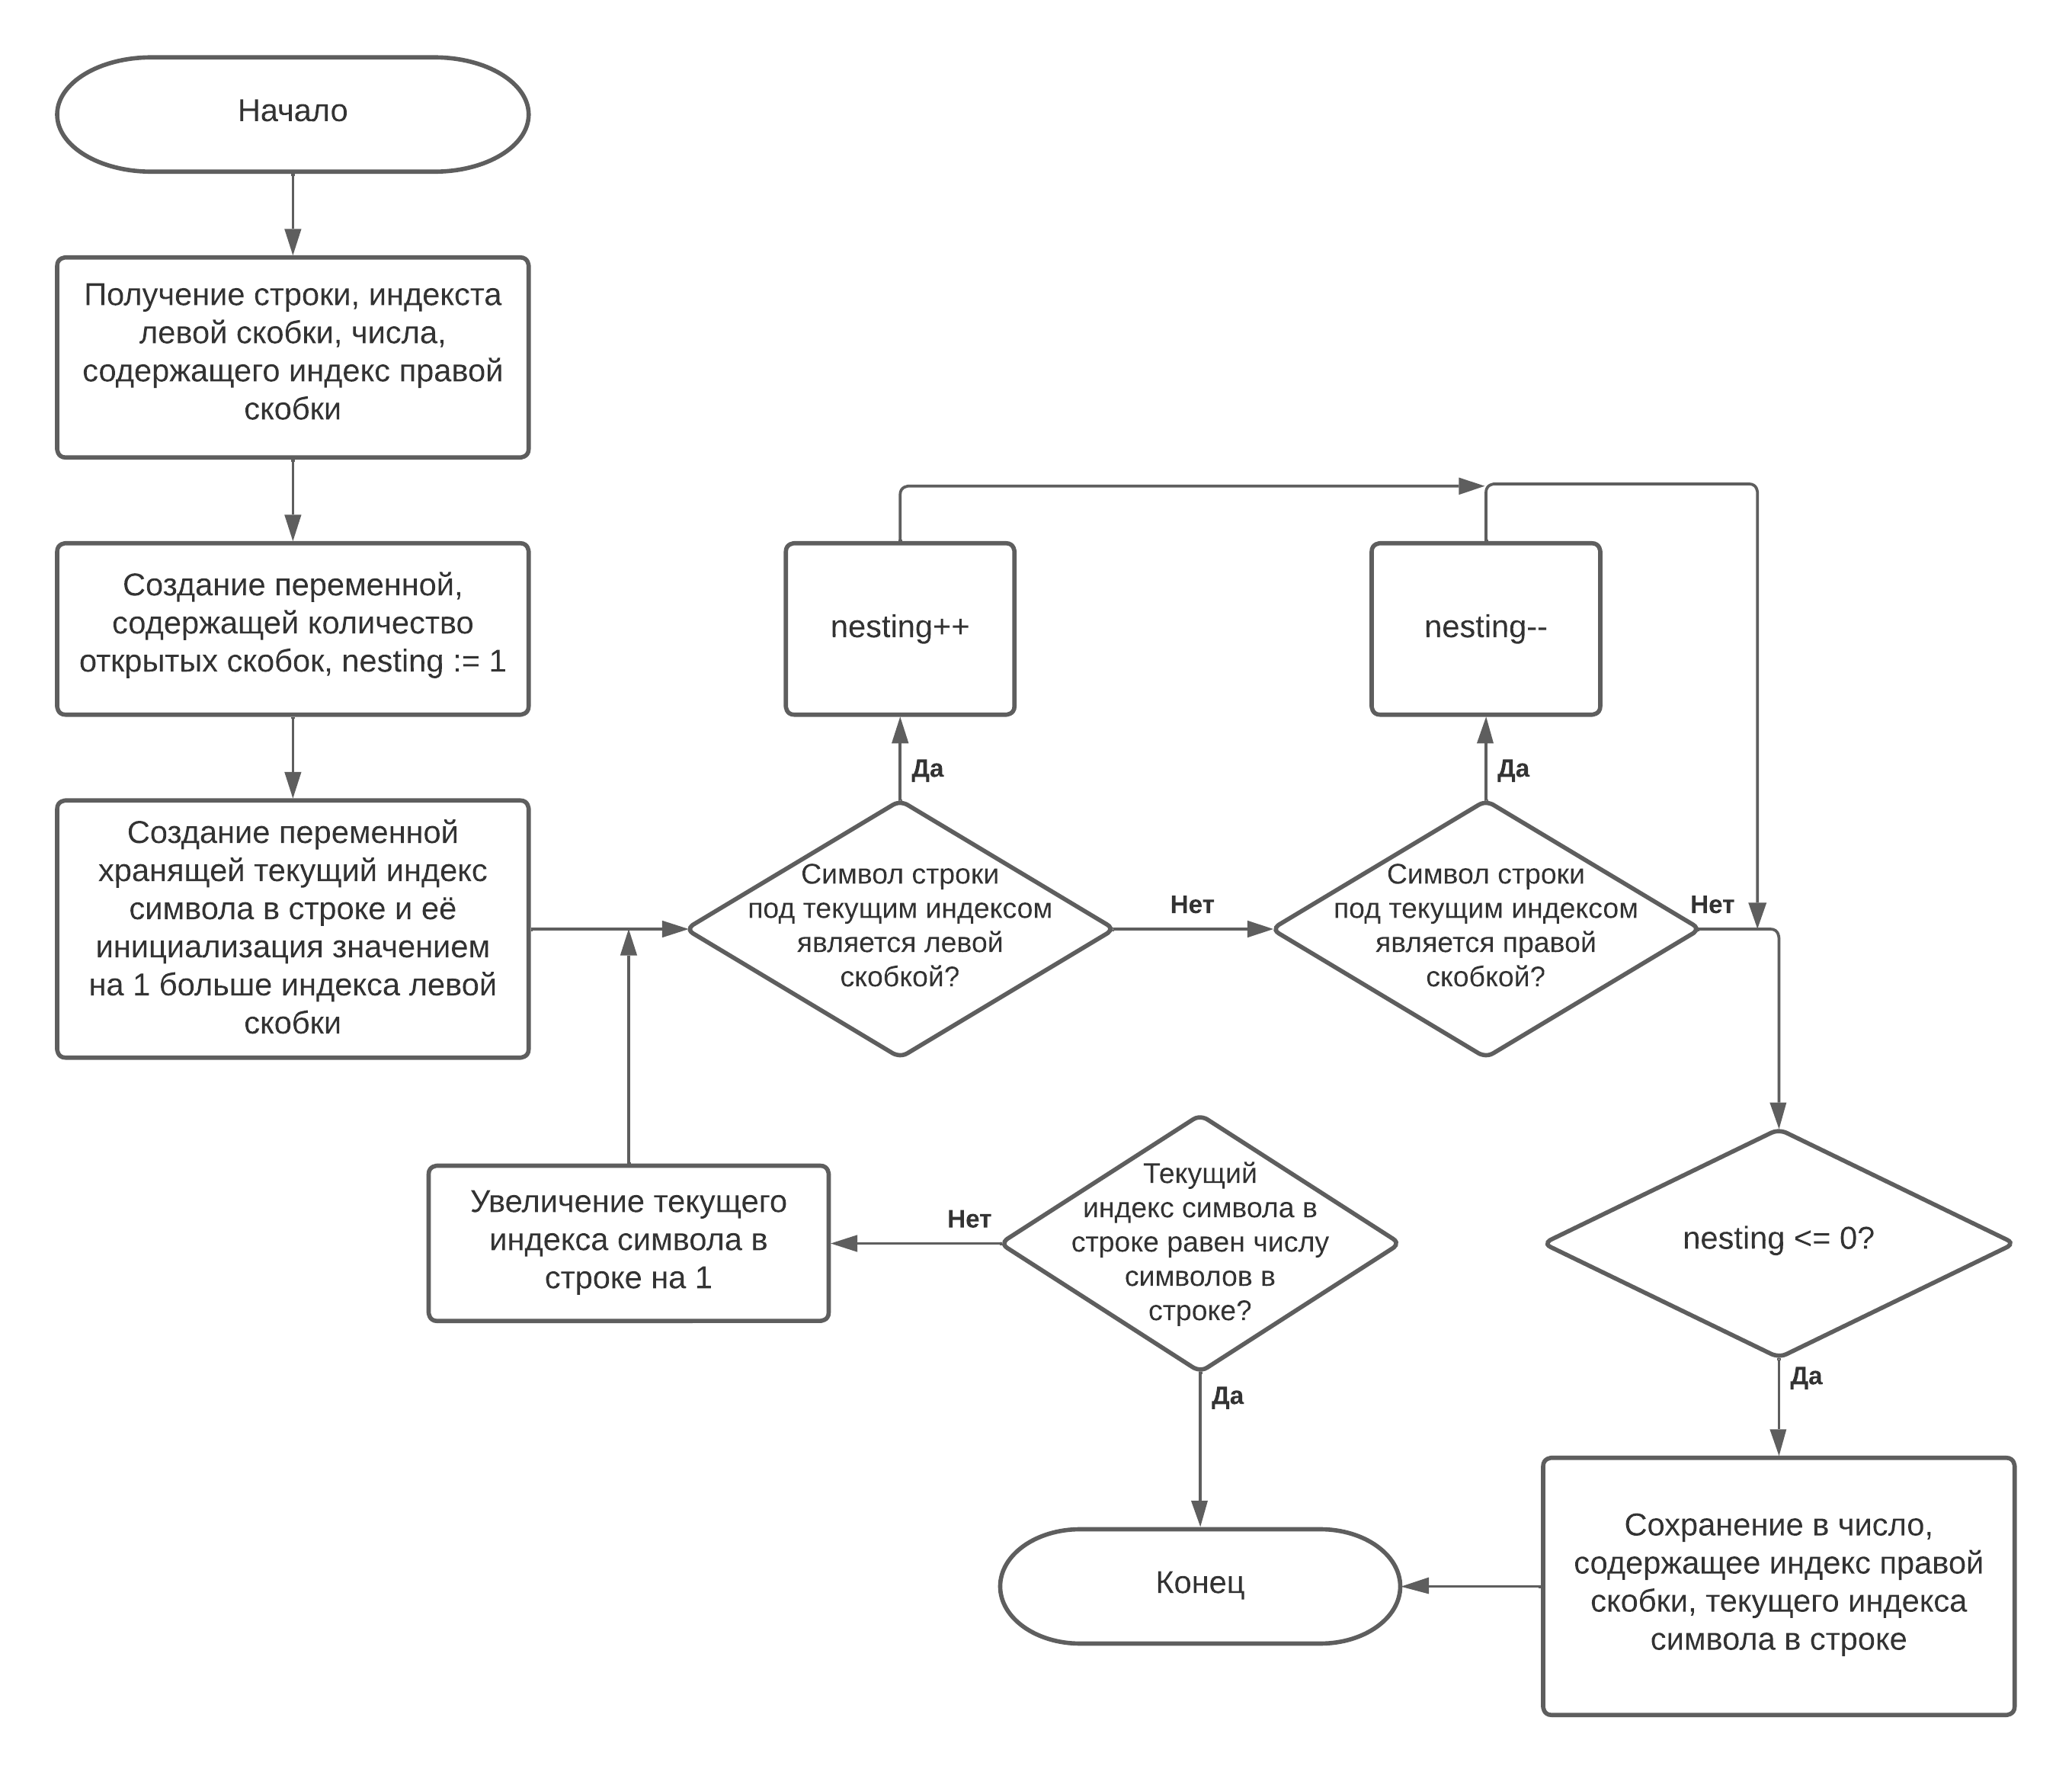 Начало
Получение строки, индекста
левой скобки, числа,
содержащего индекс правой
скобки
Создание переменной,
содержащей количество
открытых скобок, nesting := 1
Создание переменной
хранящей текущий индекс
символа в строке и её
инициализация значением
на 1 больше индекса левой
скобки
nesting++
Да
Символ строки
под текущим индексом
является левой
скобкой?
Нет
nesting--
Да
Символ строки
под текущим индексом
является правой
скобкой?
Нет
nesting <= 0?
Да
Сохранение в число,
содержащее индекс правой
скобки, текущего индекса
символа в строке
Текущий
индекс символа в
строке равен числу
символов в
строке?
Нет
Увеличение текущего
индекса символа в
строке на 1
Да
Конец